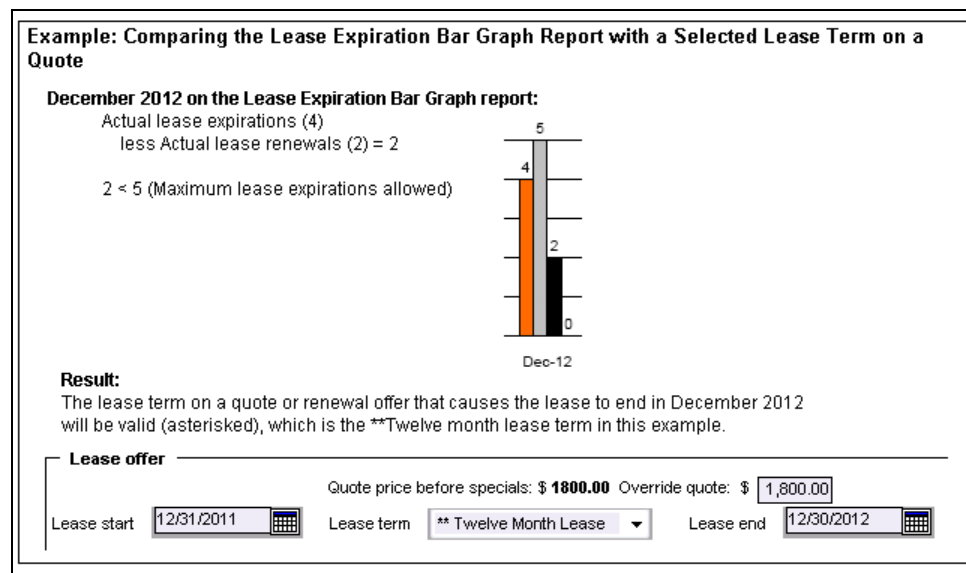 Example: Comparing the Lease Expiration Bar Graph Report with a Selected Lease Term on a
Quote
December 2012 on the Lease Expiration Bar Graph report:
Actual lease expirations (4)
less Actual lease renewals (2) = 2
2 < 5 (Maximum lease expirations allowed)
5
4
2
0
Dec-12
Result:
The lease term on a quote or renewal offer that causes the lease to end in December 2012
will be valid (asterisked), which is the **Twelve month lease term in this example.
Lease offer
Quote price before specials: $ 1800.00 Override quote: $ 1,800.00
Lease start 12/31/2011 Lease term ** Twelve Month Lease Lease end 12/30/2012